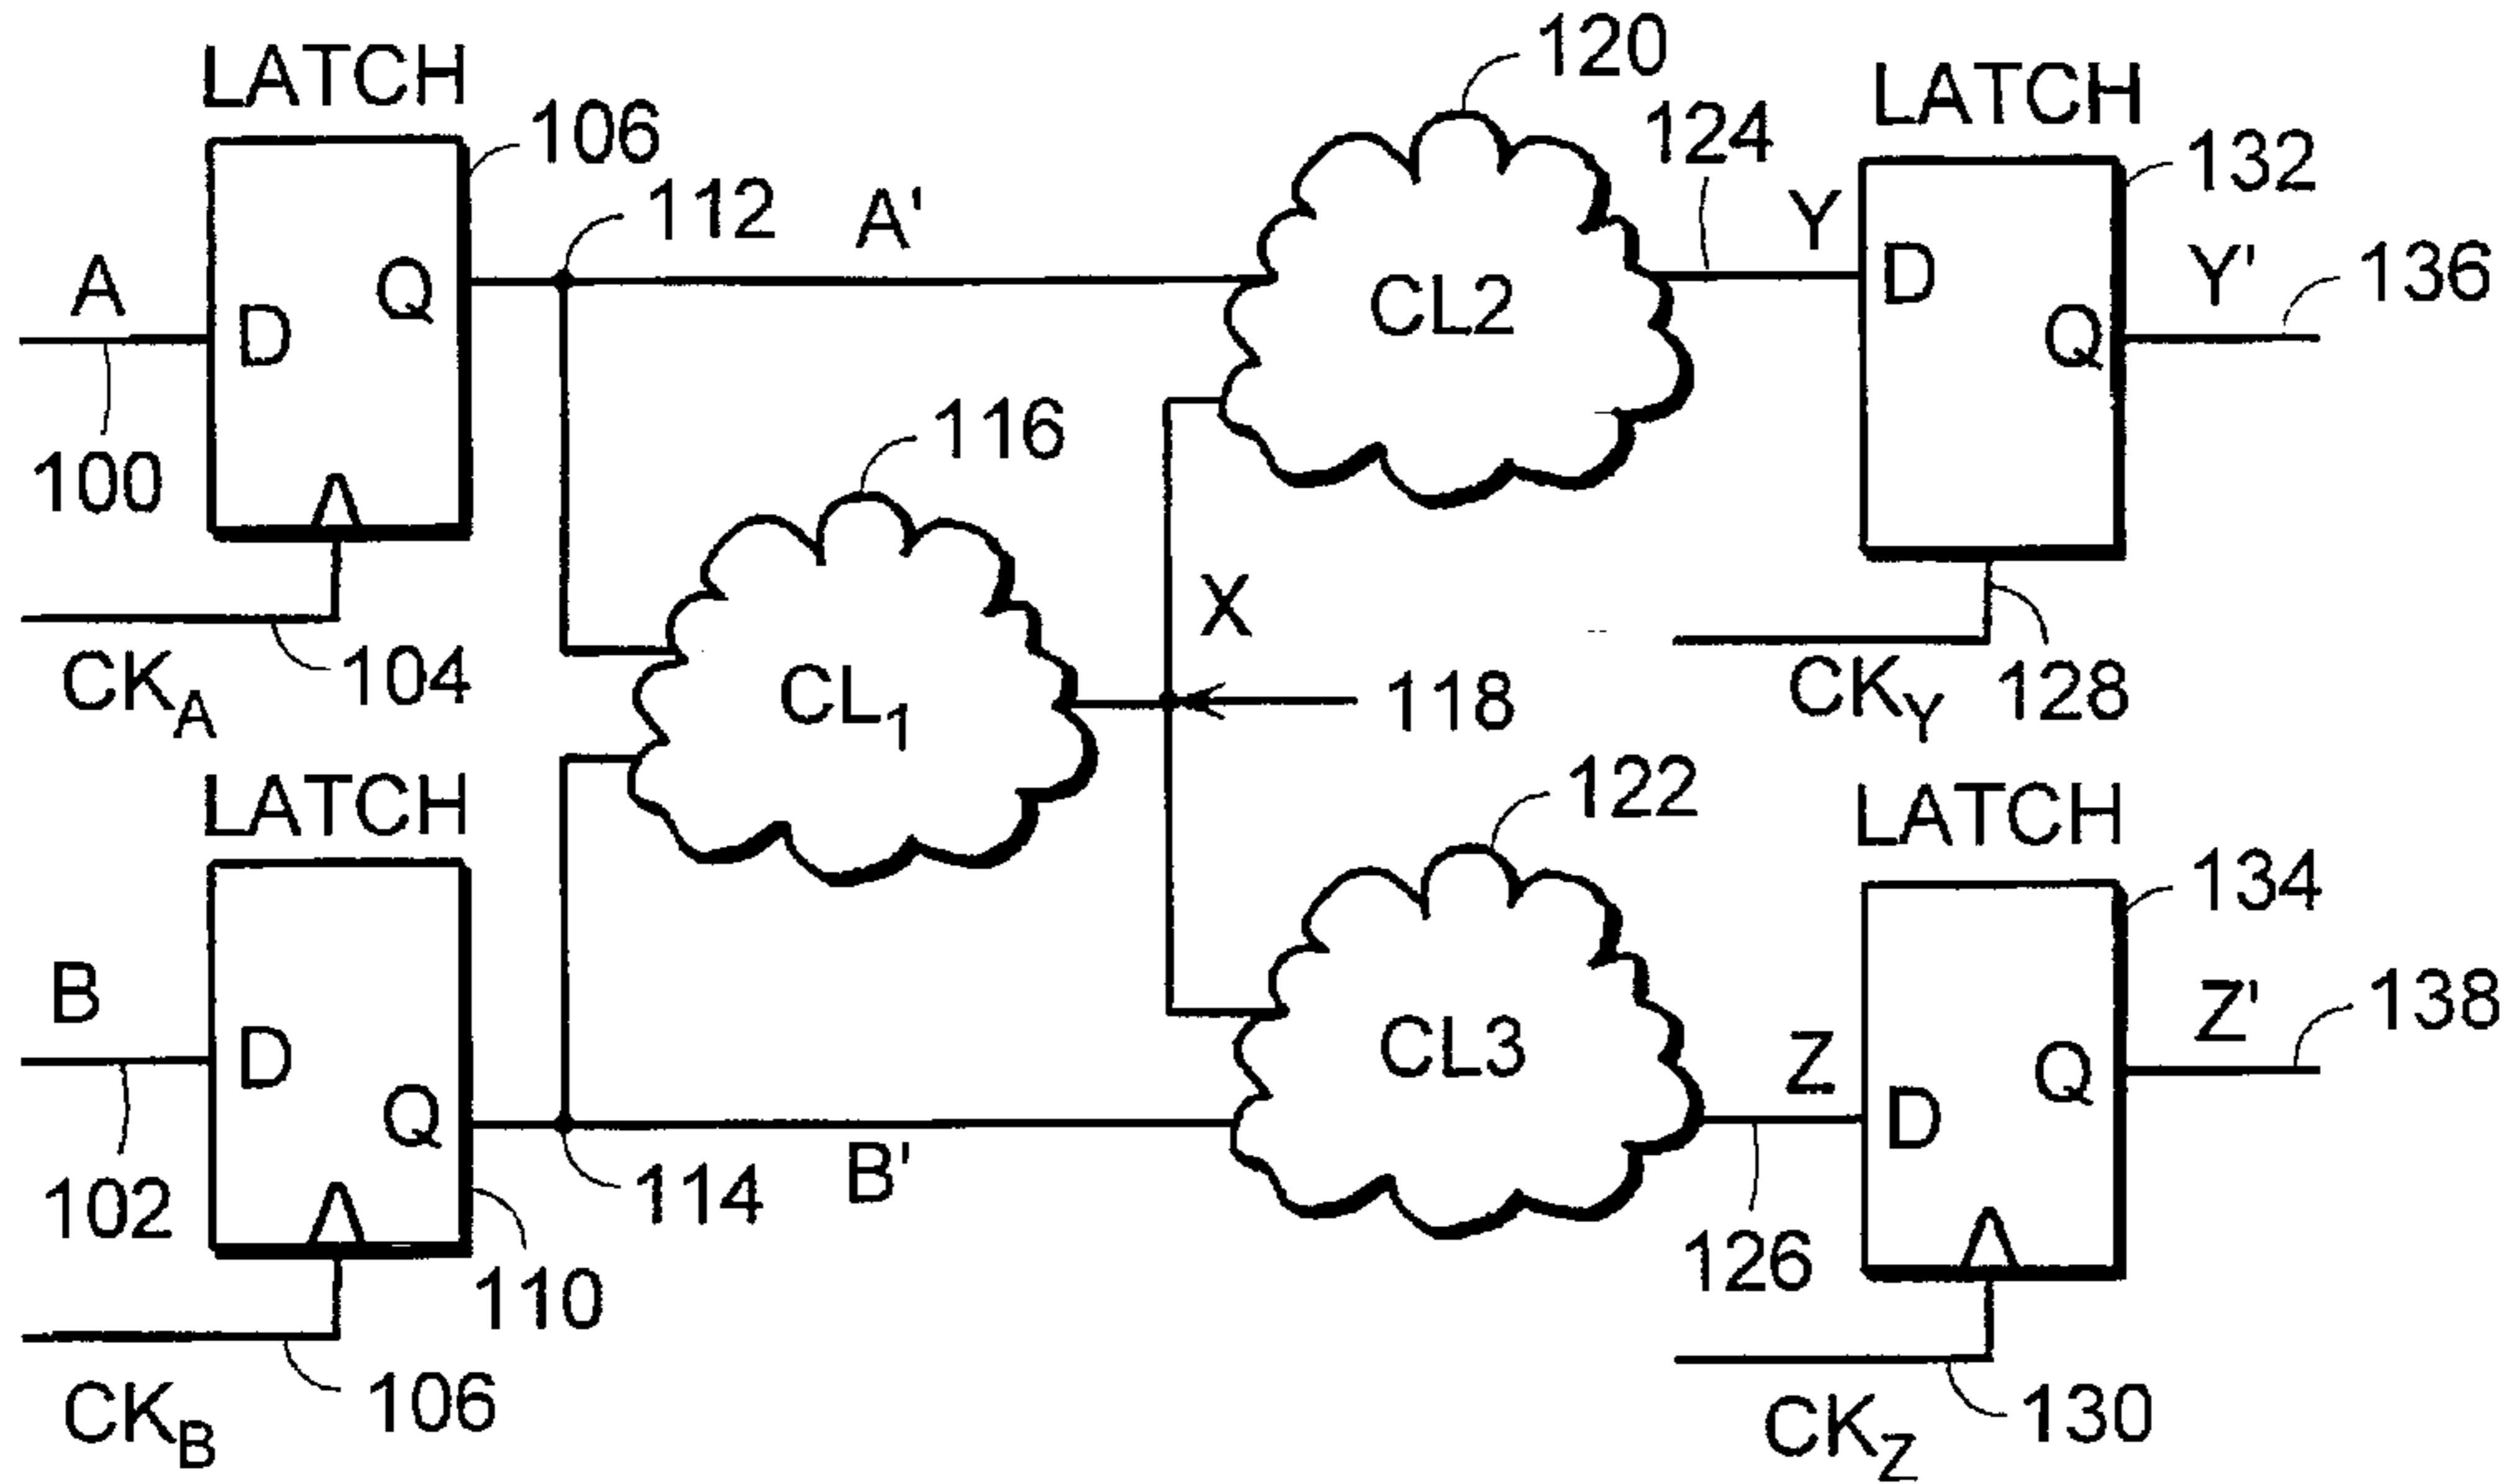 LATCH
106
112
A'
A
D
Q
100
CK_A
104
120
CL2
124
Y
LATCH
132
D
Q
Y'
136
CK_Y
128
116
CL_1
X
118
LATCH
B
D
Q
102
110
114
B'
CK_B
106
122
CL3
Z
126
LATCH
134
D
Q
Z'
138
CK_Z
130